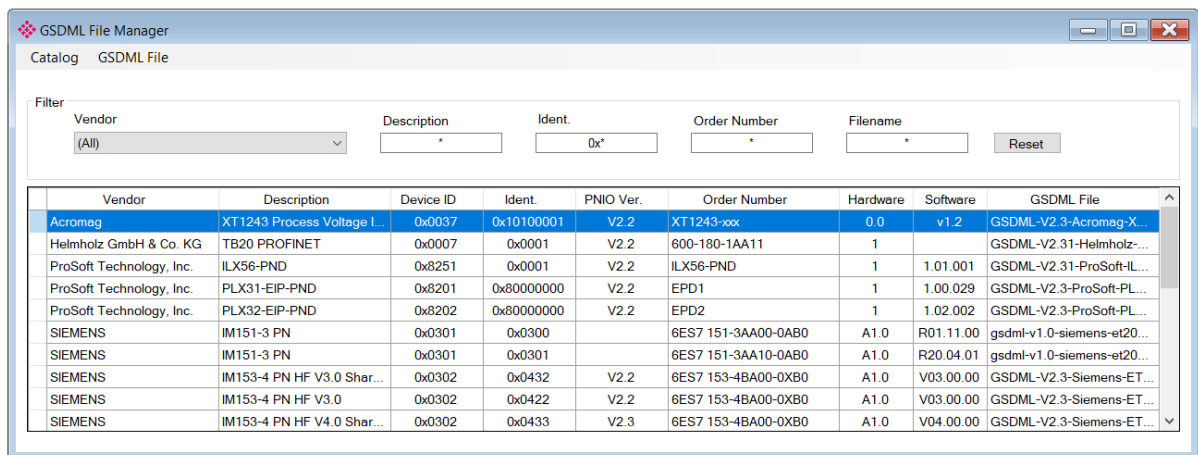 GSDML File Manager
Catalog GSDML File
Filter
Vendor Description Ident. Order Number Filename
(All) * 0x* * * Reset
Vendor Description Device ID Ident. PNIO Ver. Order Number Hardware Software GSDML File
Acromag XT1243 Process Voltage I... 0x0037 0x10100001 V2.2 XT1243-xxx 0.0 v1.2 GSDML-V2.3-Acromag-X...
Helmholz GmbH & Co. KG TB20 PROFINET 0x0007 0x0001 V2.2 600-180-1AA11 1 GSDML-V2.31-Helmholz-...
ProSoft Technology, Inc. ILX56-PND 0x8251 0x0001 V2.2 ILX56-PND 1 1.01.001 GSDML-V2.31-ProSoft-IL...
ProSoft Technology, Inc. PLX31-EIP-PND 0x8201 0x80000000 V2.2 EPD1 1 1.00.029 GSDML-V2.3-ProSoft-PL...
ProSoft Technology, Inc. PLX32-EIP-PND 0x8202 0x80000000 V2.2 EPD2 1 1.02.002 GSDML-V2.3-ProSoft-PL...
SIEMENS IM151-3 PN 0x0301 0x0300 6ES7 151-3AA00-0AB0 A1.0 R01.11.00 gsdml-v1.0-siemens-et20...
SIEMENS IM151-3 PN 0x0301 0x0301 6ES7 151-3AA10-0AB0 A1.0 R20.04.01 gsdml-v1.0-siemens-et20...
SIEMENS IM153-4 PN HF V3.0 Shar... 0x0302 0x0432 V2.2 6ES7 153-4BA00-0XB0 A1.0 V03.00.00 GSDML-V2.3-Siemens-ET...
SIEMENS IM153-4 PN HF V3.0 0x0302 0x0422 V2.2 6ES7 153-4BA00-0XB0 A1.0 V03.00.00 GSDML-V2.3-Siemens-ET...
SIEMENS IM153-4 PN HF V4.0 Shar... 0x0302 0x0433 V2.3 6ES7 153-4BA00-0XB0 A1.0 V04.00.00 GSDML-V2.3-Siemens-ET...